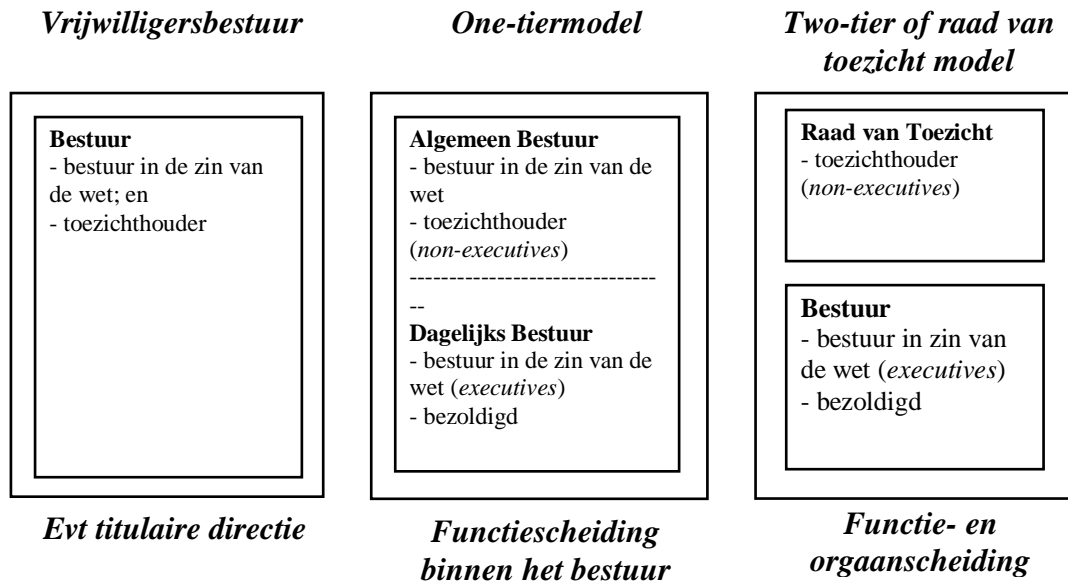 Vrijwilligersbestuur
Bestuur
- bestuur in de zin van
de wet; en
- toezichthouder
Evt titulaire directie
One-tiermodel
Algemeen Bestuur
- bestuur in de zin van de
wet
- toezichthouder
(non-executives)
-------------------------------
--
Dagelijks Bestuur
- bestuur in de zin van de
wet (executives)
- bezoldigd
Functiescheiding
binnen het bestuur
Two-tier of raad van
toezicht model
Raad van Toezicht
- toezichthouder
(non-executives)
Bestuur
- bestuur in zin van
de wet (executives)
- bezoldigd
Functie- en
orgaanscheiding